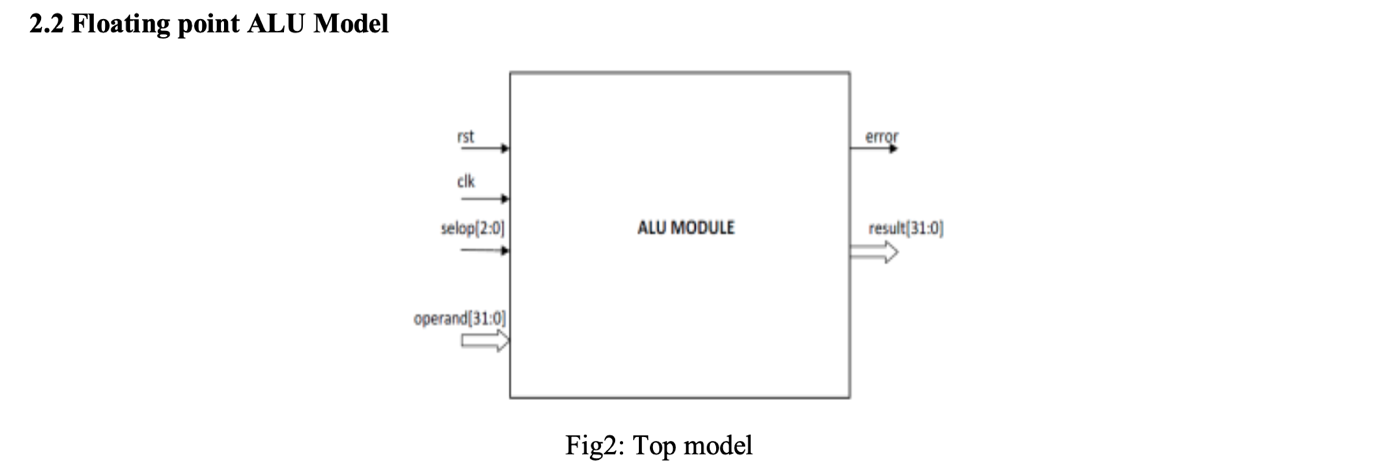 2.2 Floating point ALU Model
rst
error
clk
selop[2:0]
ALU MODULE
result[31:0]
operand[31:0]
Fig2: Top model